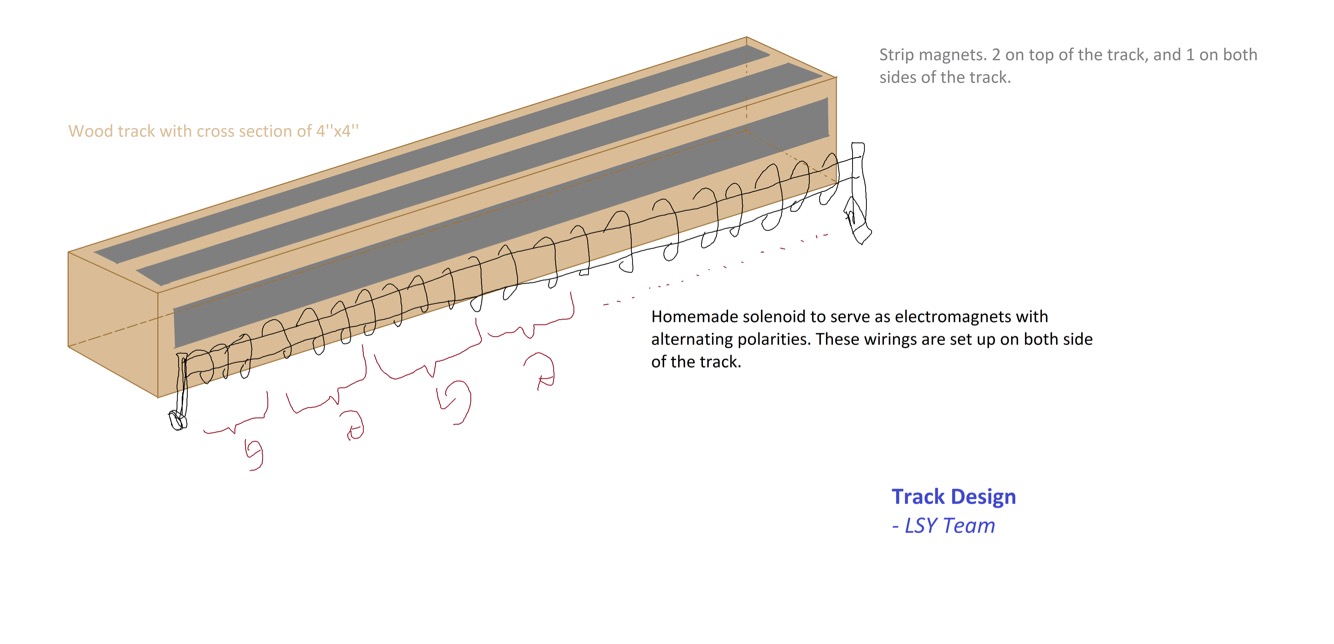 Strip magnets. 2 on top of the track, and 1 on both
sides of the track.
Wood track with cross section of 4''x4''
Homemade solenoid to serve as electromagnets with
alternating polarities. These wirings are set up on both side
of the track.
Track Design
- LSY Team